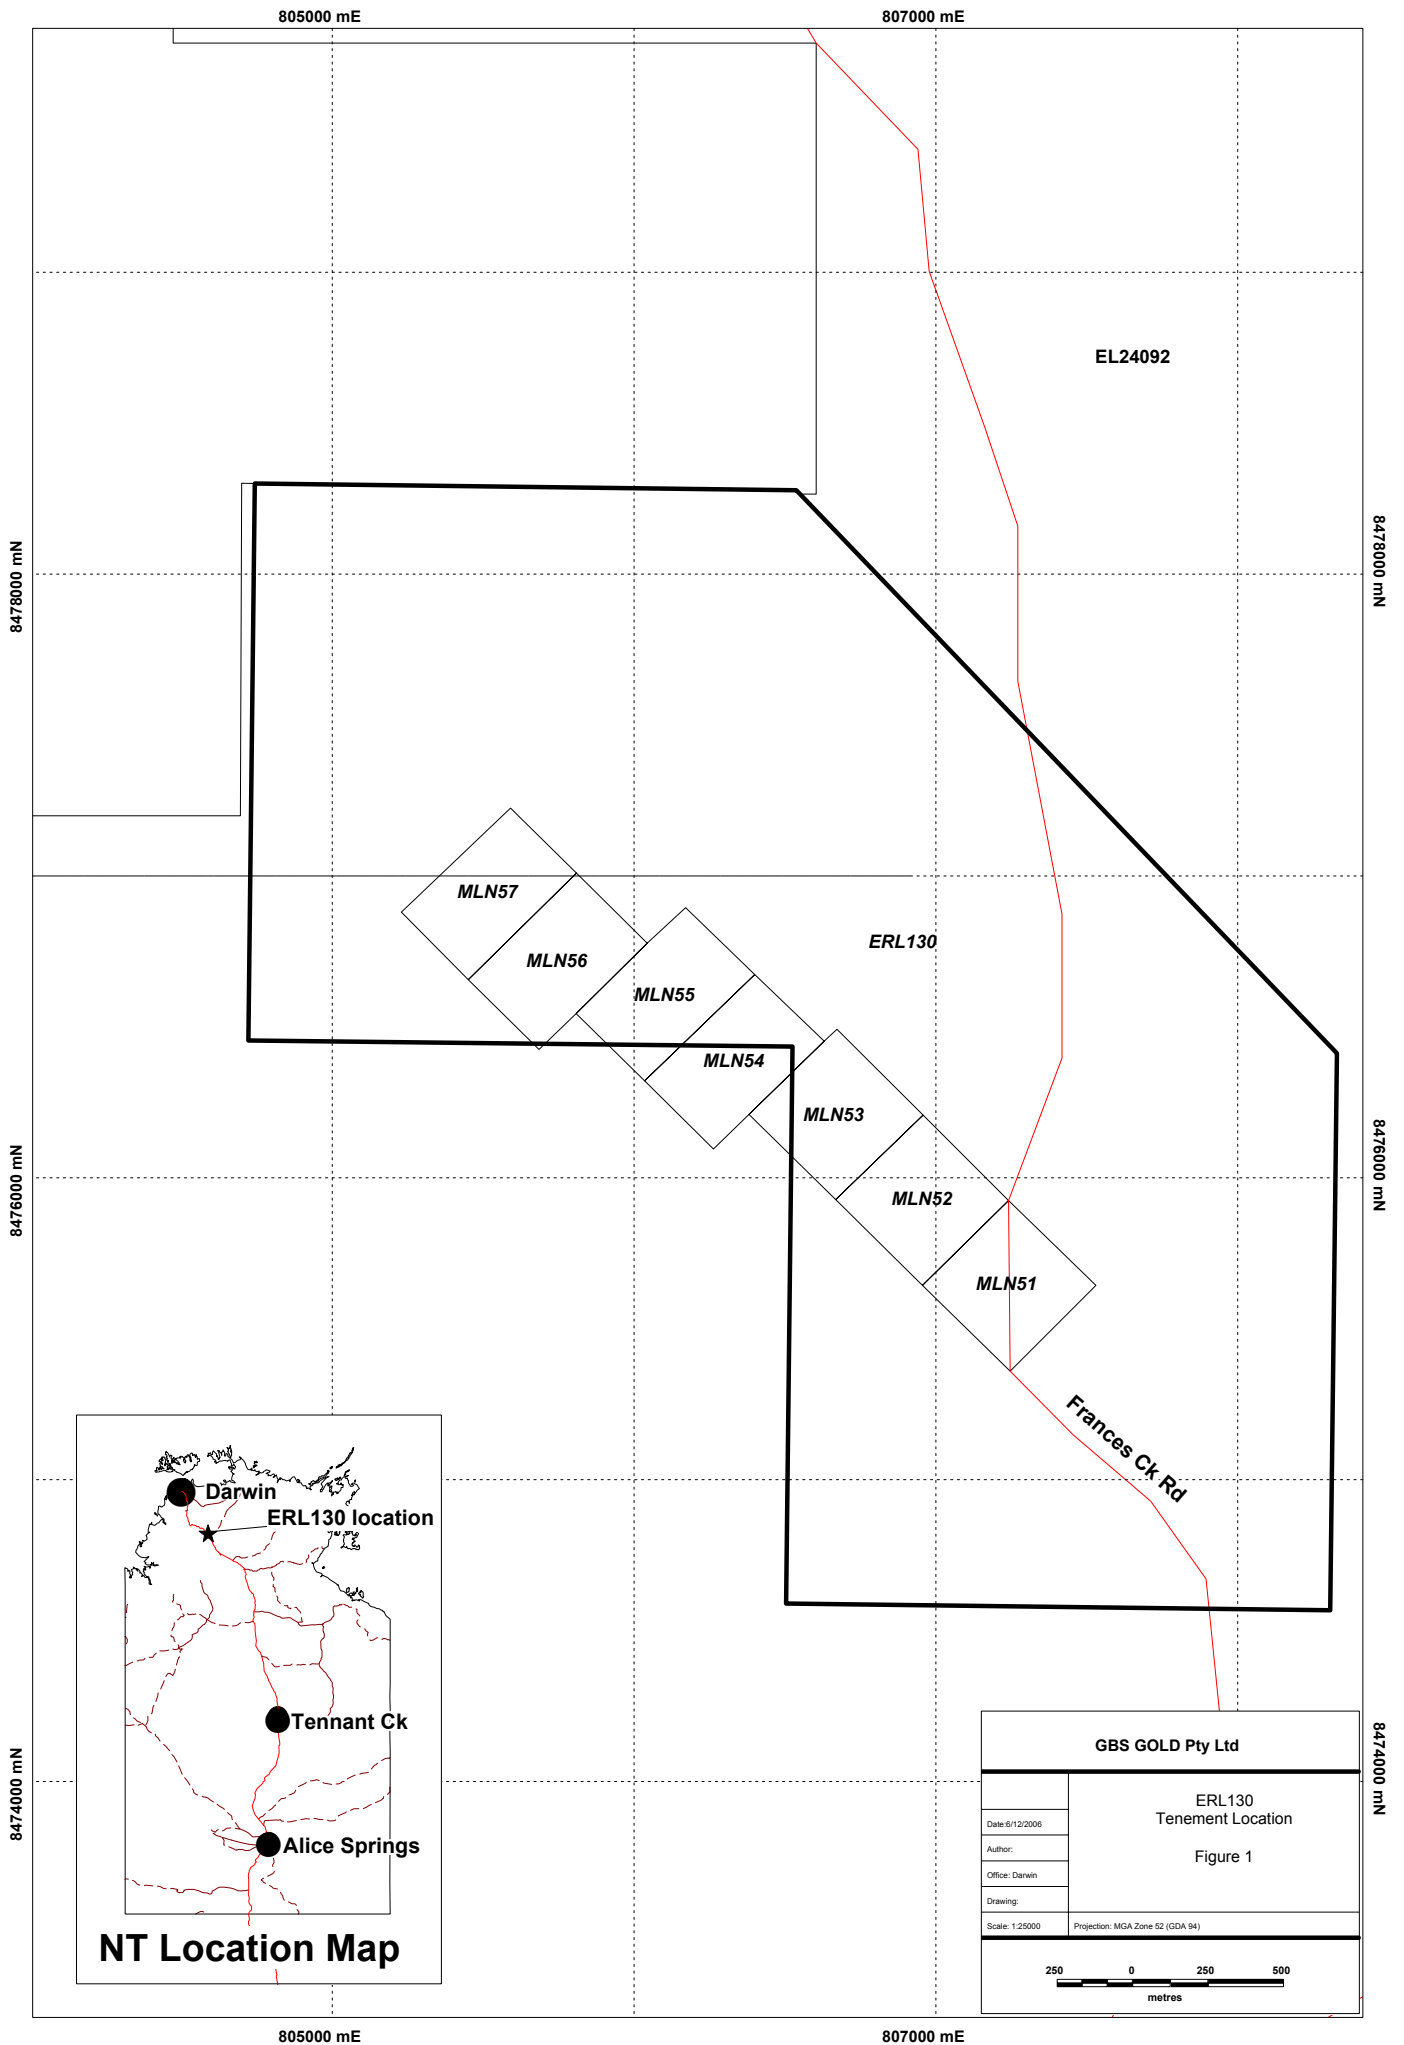 805000 mE
807000 mE
EL24092
8478000 mN
8478000 mN
MLN57
ERL130
MLN56
MLN55
MLN54
MLN53
8476000 mN
8476000 mN
MLN52
MLN51
Frances Ck Rd
Darwin
ERL130 location
Tennant Ck
Alice Springs
NT Location Map
8474000 mN
8474000 mN
GBS GOLD Pty Ltd
ERL130
Tenement Location
Figure 1
Date:6/12/2006
Author:
Office: Darwin
Drawing:
Scale: 1:25000
Projection: MGA Zone 52 (GDA 94)
250 0 250 500
metres
805000 mE
807000 mE